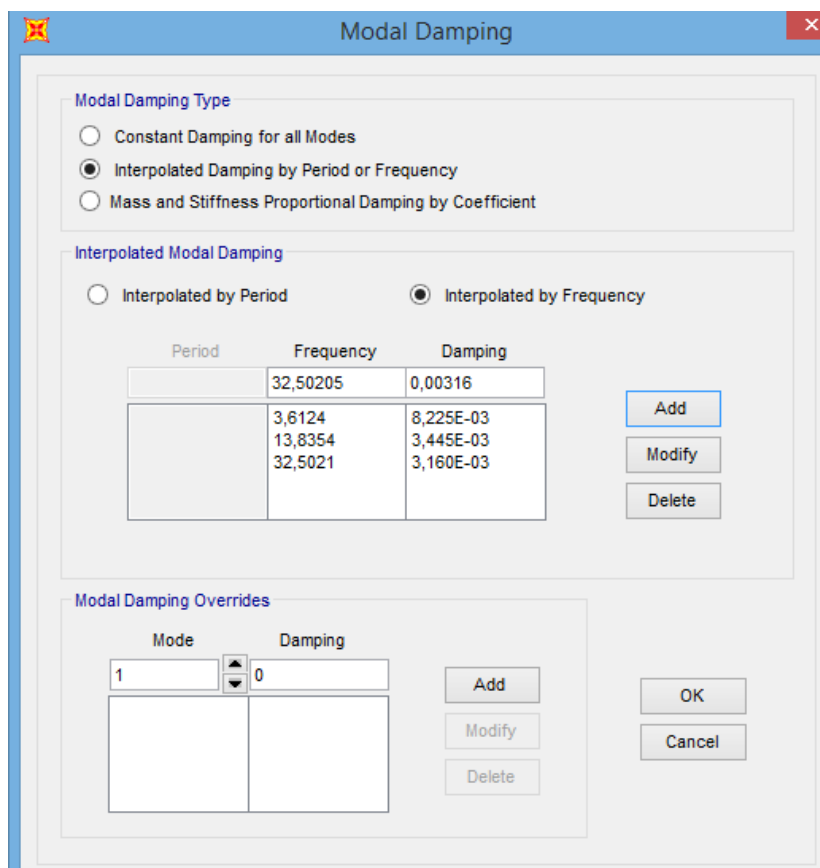 Modal Damping
Modal Damping Type
Constant Damping for all Modes
Interpolated Damping by Period or Frequency
Mass and Stiffness Proportional Damping by Coefficient
Interpolated Modal Damping
Interpolated by Period Interpolated by Frequency
Period Frequency Damping
32,50205 0,00316
3,6124 8,225E-03
13,8354 3,445E-03
32,5021 3,160E-03
Add
Modify
Delete
Modal Damping Overrides
Mode Damping
1 0
Add
Modify
Delete
OK
Cancel